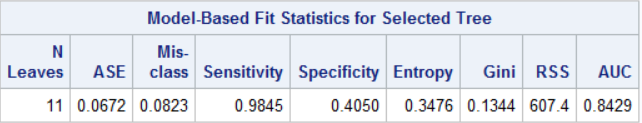 Model-Based Fit Statistics for Selected Tree
N Leaves ASE Mis-class Sensitivity Specificity Entropy Gini RSS AUC
11 0.0672 0.0823 0.9845 0.4050 0.3476 0.1344 607.4 0.8429